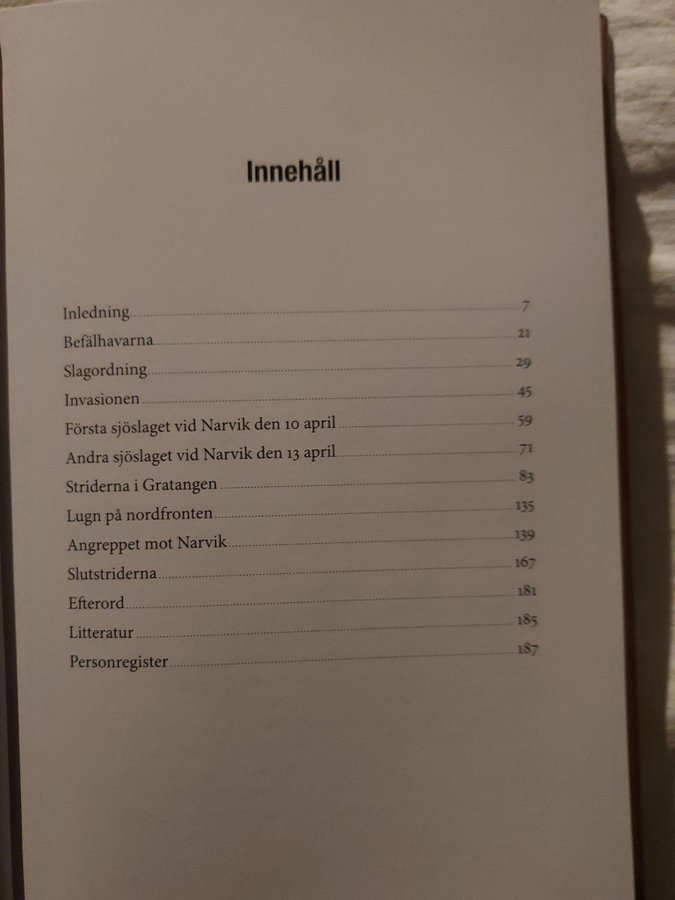 Innehåll
Inledning 7
Befälhavarna 21
Slagordning 29
Invasionen 45
Första sjöslaget vid Narvik den 10 april 59
Andra sjöslaget vid Narvik den 13 april 71
Striderna i Gratangen 83
Lugn på nordfronten 135
Angreppet mot Narvik 139
Slutstriderna 167
Efterord 181
Litteratur 185
Personregister 187